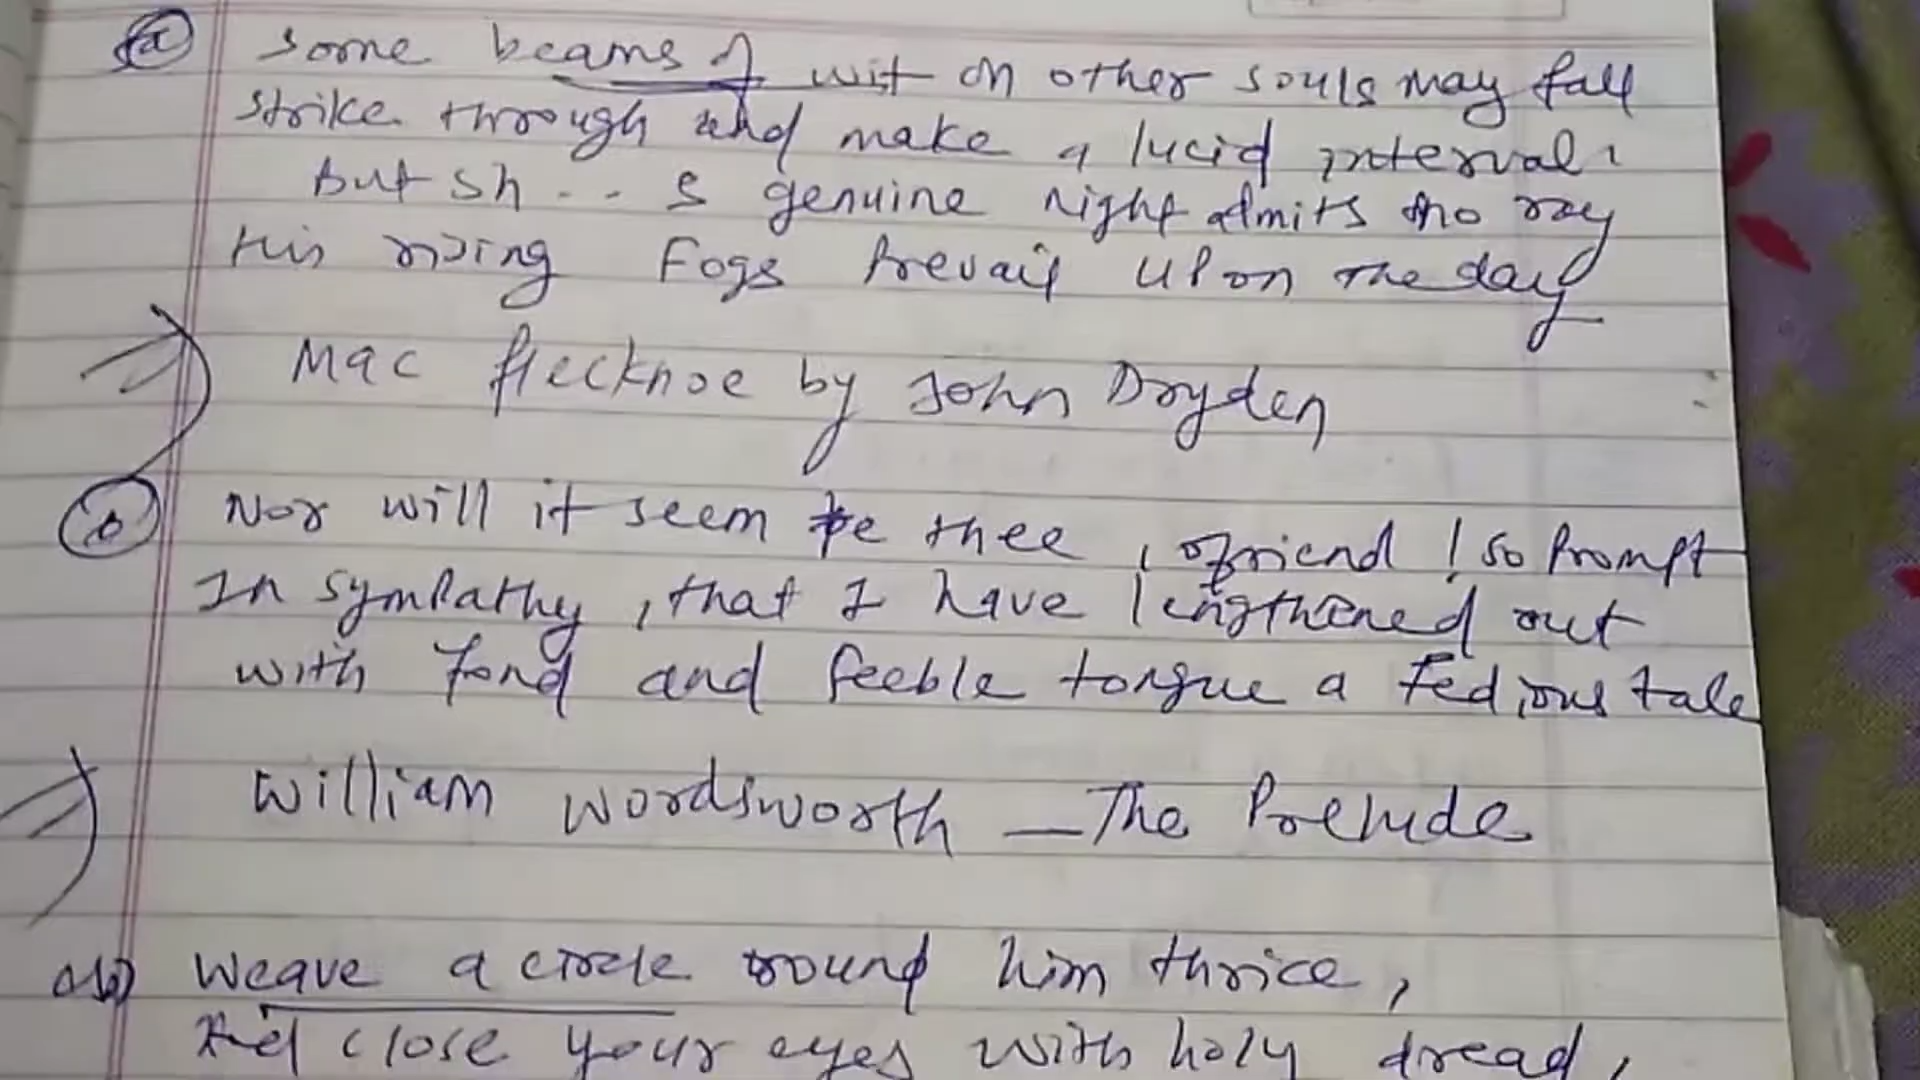 (a) Some beams of wit on other souls may fall
strike through and make a lucid interval.
But sh - - s genuine night admits no ray
His rising Fogs Prevail upon the day
Mac flecknoe by John Dryden
(b) Nor will it seem to thee, o friend! so Prompt
In sympathy, that I have lengthened out
with fond and feeble tongue a Tedious tale
William Wordsworth - The Prelude
Or (b) Weave a circle round him thrice,
And close your eyes with holy dread,